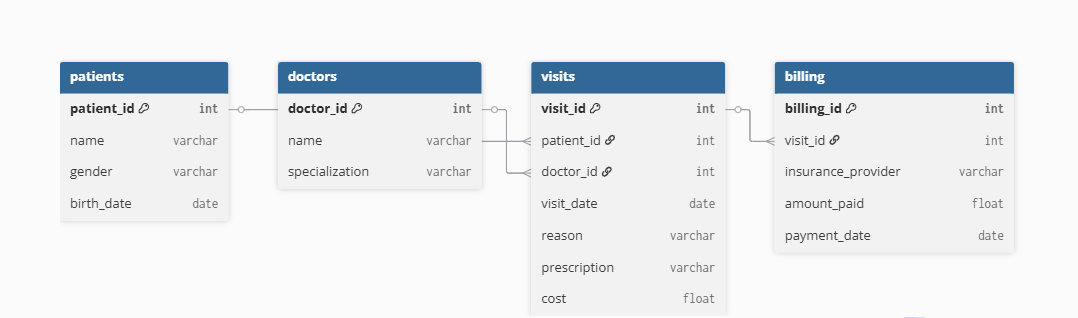 patients
patient_id int
name varchar
gender varchar
birth_date date
doctors
doctor_id int
name varchar
specialization varchar
visits
visit_id int
patient_id int
doctor_id int
visit_date date
reason varchar
prescription varchar
cost float
billing
billing_id int
visit_id int
insurance_provider varchar
amount_paid float
payment_date date